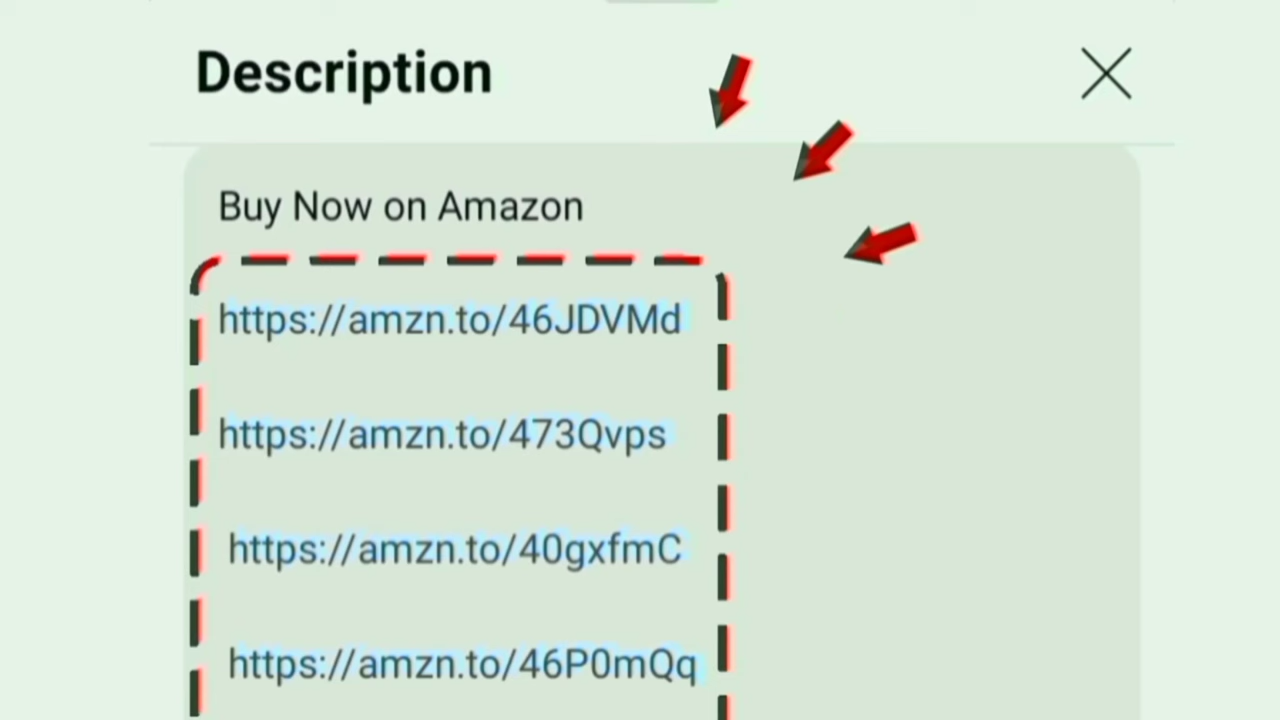 Description
Buy Now on Amazon
https://amzn.to/46JDVMd
https://amzn.to/473Qvps
https://amzn.to/40gxfmC
https://amzn.to/46P0mQq